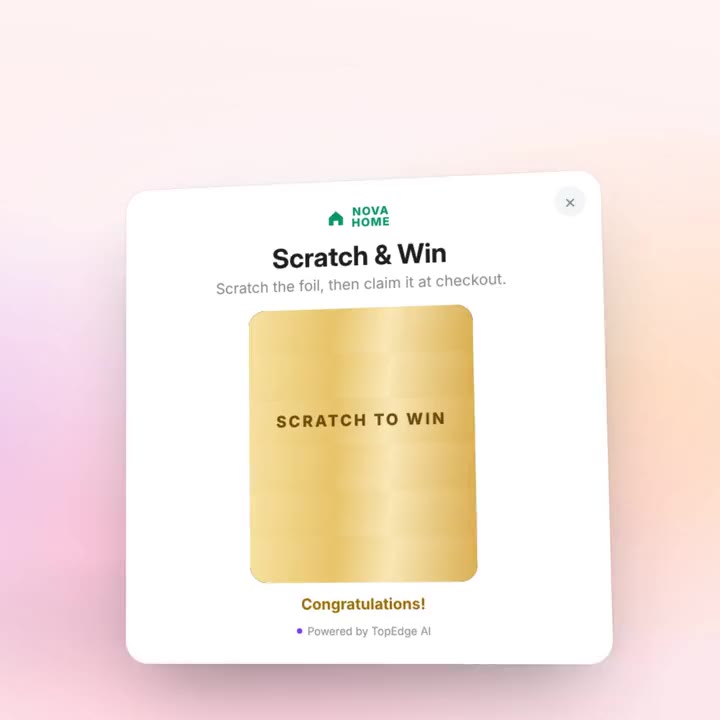 NOVA
HOME
Scratch & Win
Scratch the foil, then claim it at checkout.
SCRATCH TO WIN
Congratulations!
Powered by TopEdge AI